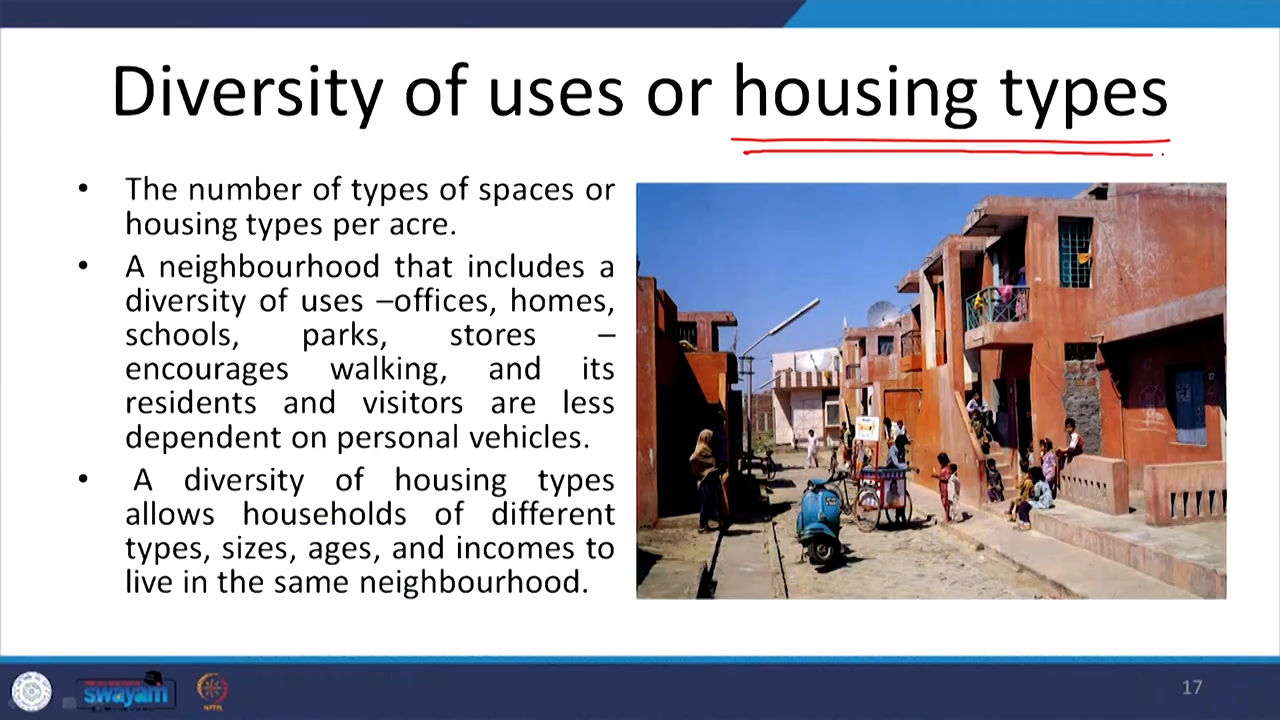 Diversity of uses or housing types
• The number of types of spaces or
housing types per acre.
• A neighbourhood that includes a
diversity of uses –offices, homes,
schools, parks, stores –
encourages walking, and its
residents and visitors are less
dependent on personal vehicles.
• A diversity of housing types
allows households of different
types, sizes, ages, and incomes to
live in the same neighbourhood.
swayam
17